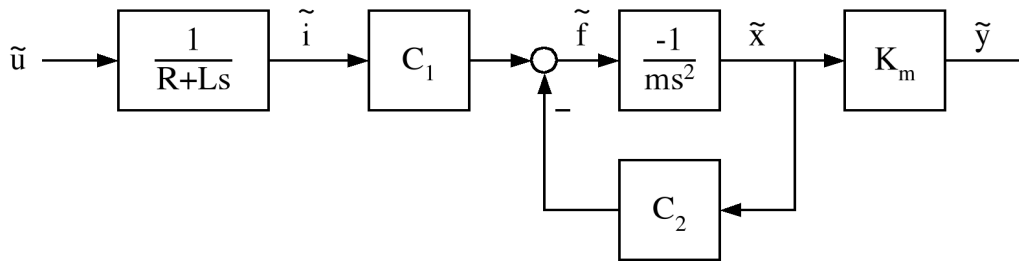 ũ
1
R+Ls
ĩ
C₁
f̃
-1
ms²
x̃
Kₘ
ỹ
−
C₂